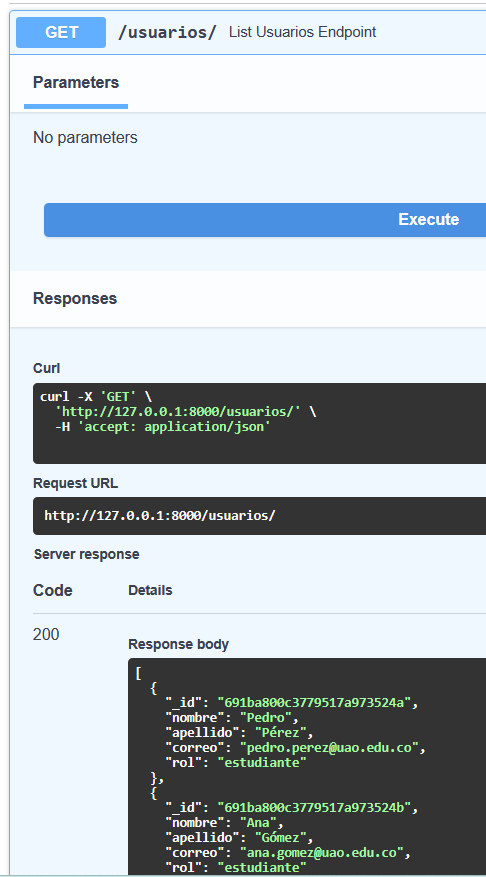 GET /usuarios/ List Usuarios Endpoint
Parameters
No parameters
Execute
Responses
Curl
curl -X 'GET' \
  'http://127.0.0.1:8000/usuarios/' \
  -H 'accept: application/json'
Request URL
http://127.0.0.1:8000/usuarios/
Server response
Code Details
200
Response body
[
  {
    "_id": "691ba800c3779517a973524a",
    "nombre": "Pedro",
    "apellido": "Pérez",
    "correo": "pedro.perez@uao.edu.co",
    "rol": "estudiante"
  },
  {
    "_id": "691ba800c3779517a973524b",
    "nombre": "Ana",
    "apellido": "Gómez",
    "correo": "ana.gomez@uao.edu.co",
    "rol": "estudiante"